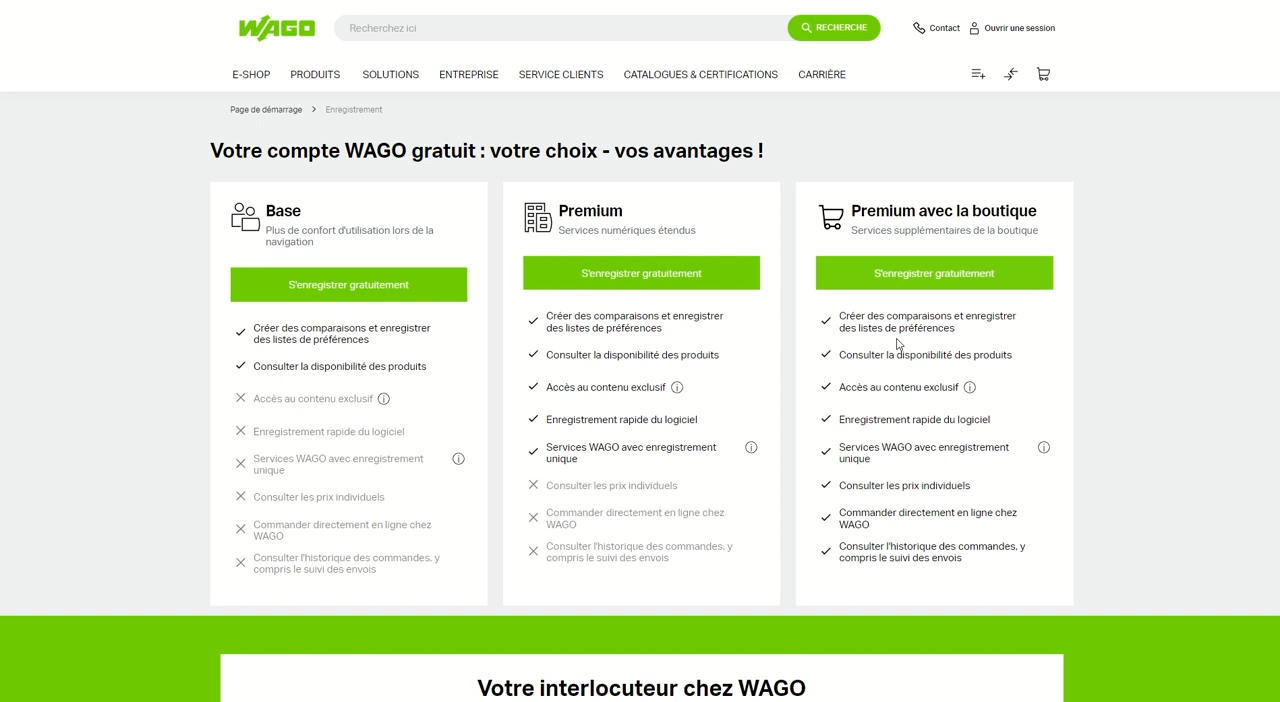 WAGO
Recherchez ici
RECHERCHE
Contact
Ouvrir une session
E-SHOP
PRODUITS
SOLUTIONS
ENTREPRISE
SERVICE CLIENTS
CATALOGUES & CERTIFICATIONS
CARRIÈRE
Page de démarrage
Enregistrement
Votre compte WAGO gratuit : votre choix - vos avantages !
Base
Plus de confort d'utilisation lors de la
navigation
S'enregistrer gratuitement
Créer des comparaisons et enregistrer
des listes de préférences
Consulter la disponibilité des produits
Accès au contenu exclusif
Enregistrement rapide du logiciel
Services WAGO avec enregistrement
unique
Consulter les prix individuels
Commander directement en ligne chez
WAGO
Consulter l'historique des commandes, y
compris le suivi des envois
Premium
Services numériques étendus
S'enregistrer gratuitement
Créer des comparaisons et enregistrer
des listes de préférences
Consulter la disponibilité des produits
Accès au contenu exclusif
Enregistrement rapide du logiciel
Services WAGO avec enregistrement
unique
Consulter les prix individuels
Commander directement en ligne chez
WAGO
Consulter l'historique des commandes, y
compris le suivi des envois
Premium avec la boutique
Services supplémentaires de la boutique
S'enregistrer gratuitement
Créer des comparaisons et enregistrer
des listes de préférences
Consulter la disponibilité des produits
Accès au contenu exclusif
Enregistrement rapide du logiciel
Services WAGO avec enregistrement
unique
Consulter les prix individuels
Commander directement en ligne chez
WAGO
Consulter l'historique des commandes, y
compris le suivi des envois
Votre interlocuteur chez WAGO